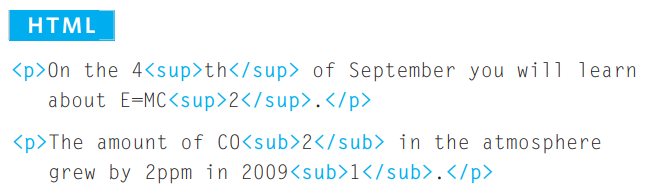 HTML
<p>On the 4<sup>th</sup> of September you will learn
about E=MC<sup>2</sup>.</p>
<p>The amount of CO<sub>2</sub> in the atmosphere
grew by 2ppm in 2009<sub>1</sub>.</p>